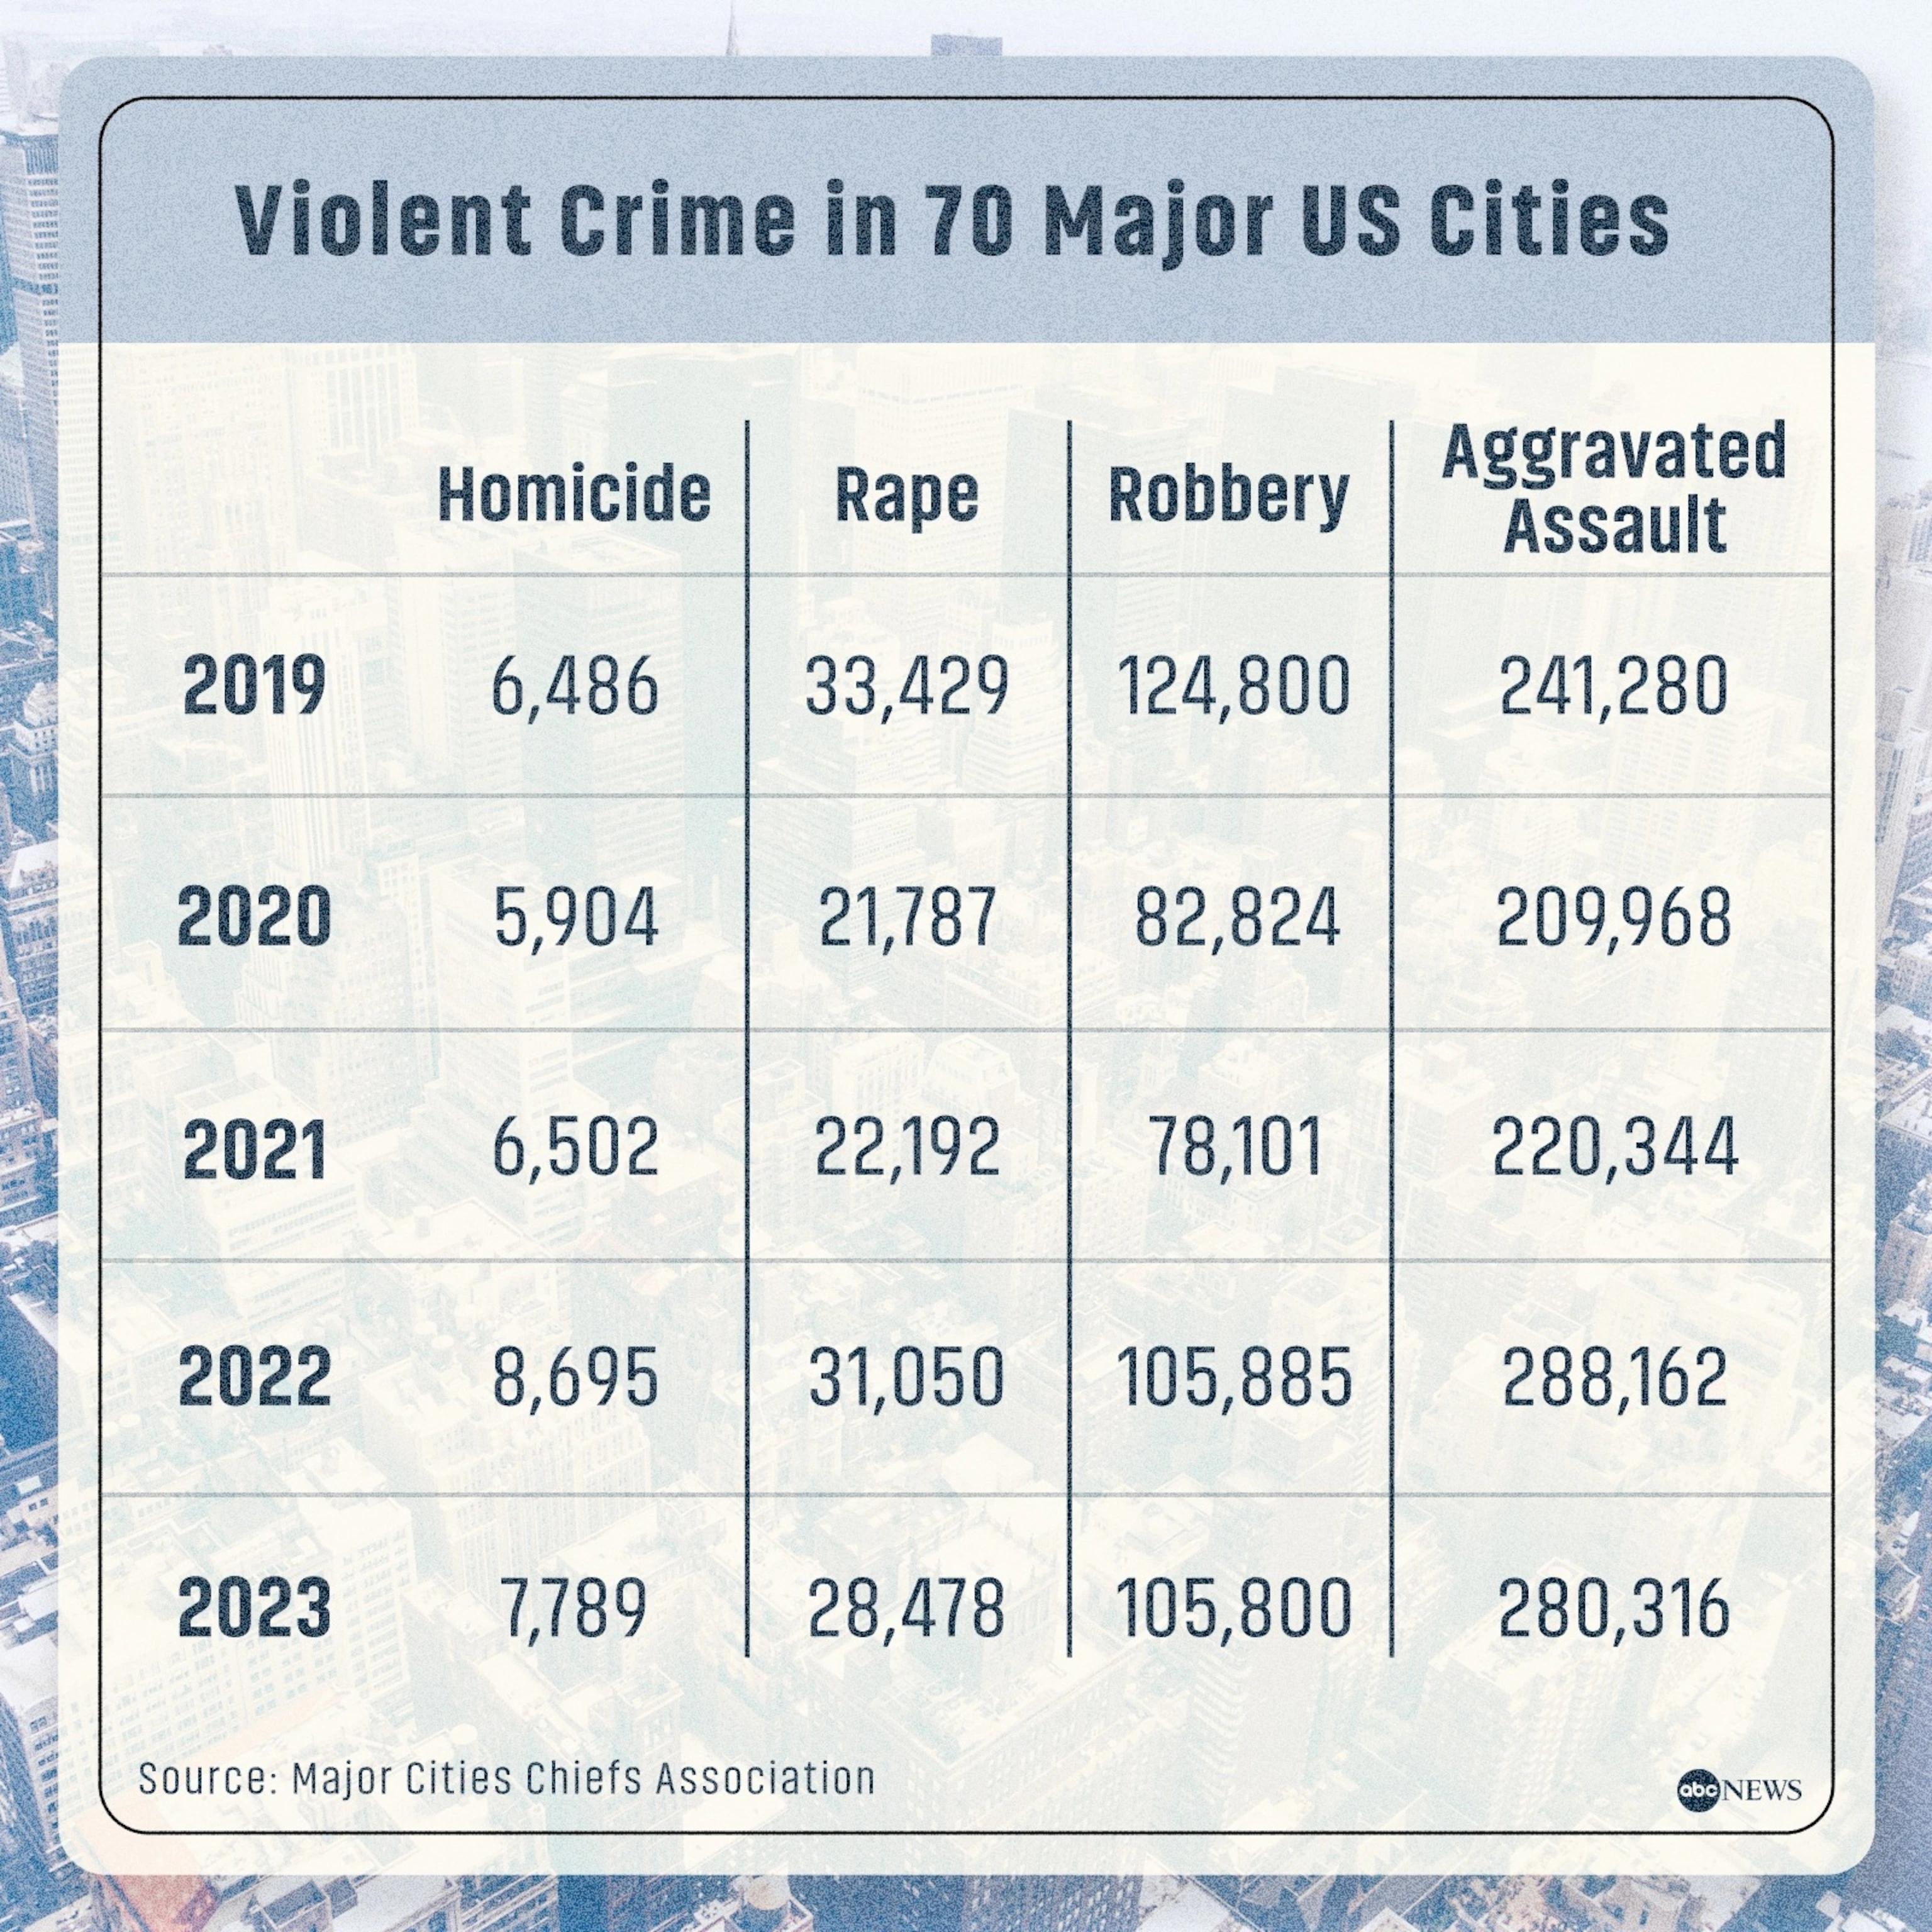 Violent Crime in 70 Major US Cities
Homicide Rape Robbery Aggravated Assault
2019 6,486 33,429 124,800 241,280
2020 5,904 21,787 82,824 209,968
2021 6,502 22,192 78,101 220,344
2022 8,695 31,050 105,885 288,162
2023 7,789 28,478 105,800 280,316
Source: Major Cities Chiefs Association
abc NEWS